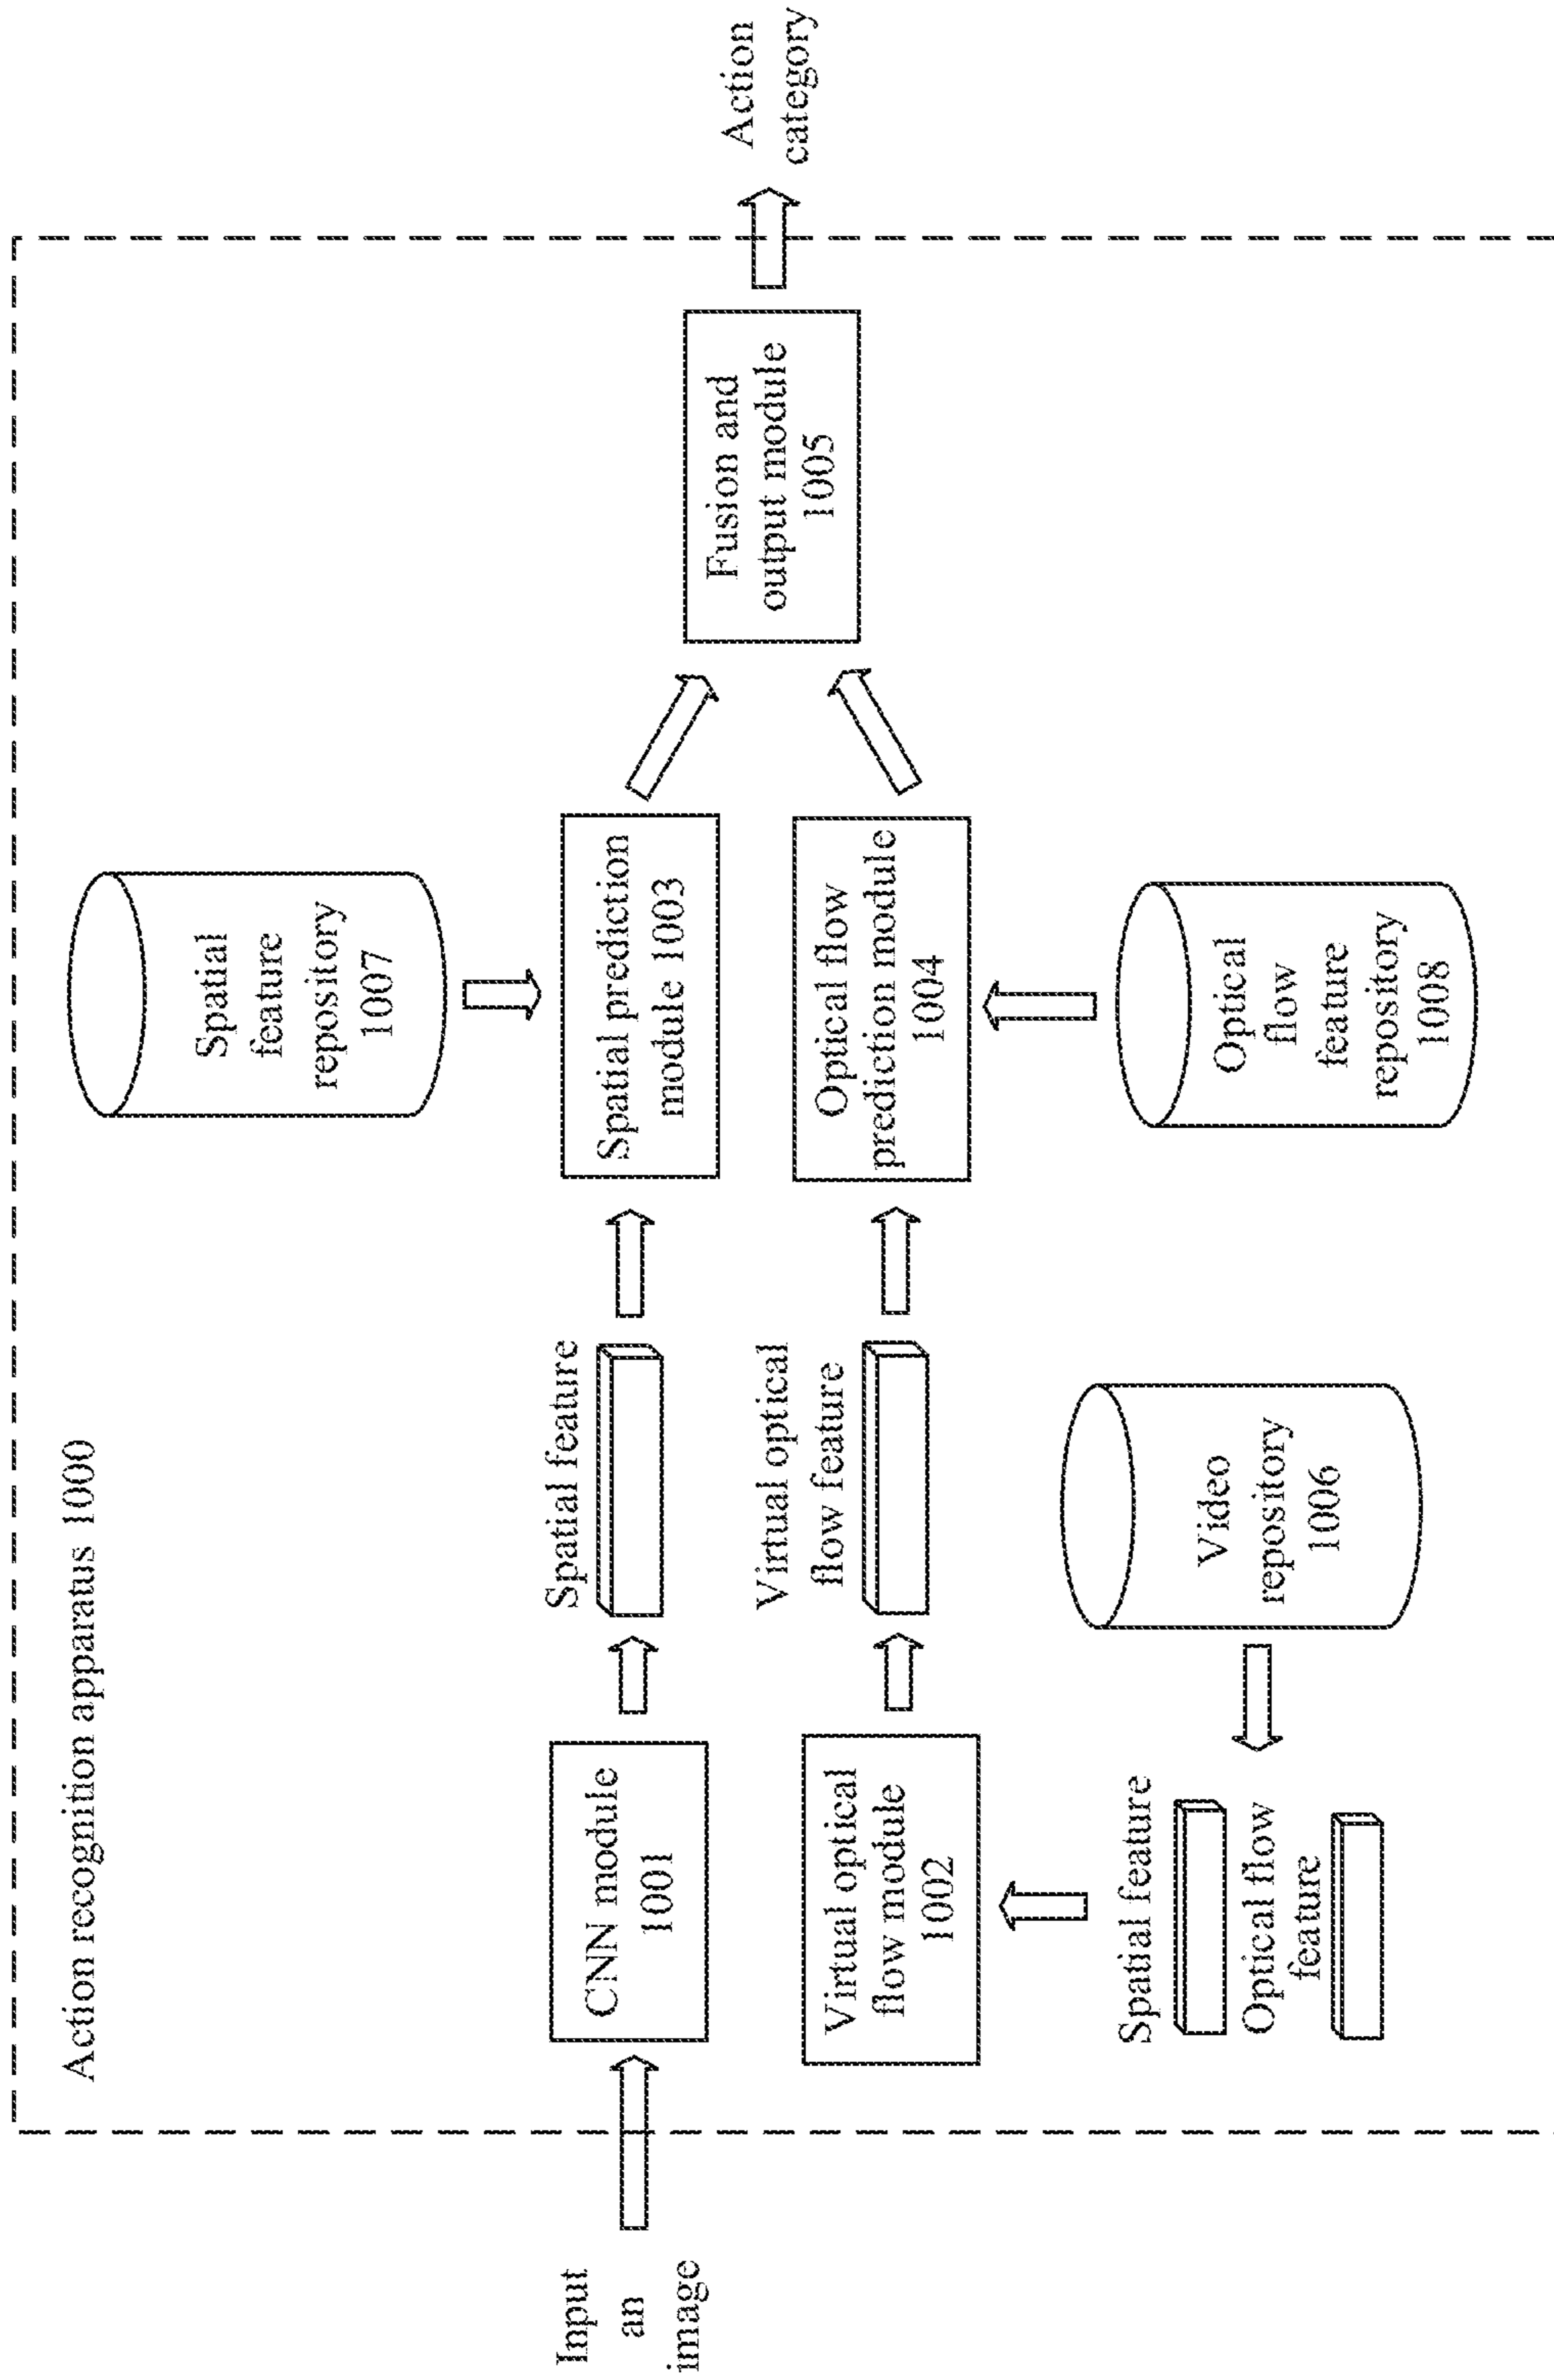 Action recognition apparatus 1000
Input
an
image
CNN module
1001
Spatial feature
Spatial prediction
module 1003
Spatial
feature
repository
1007
Virtual optical
flow module
1002
Virtual optical
flow feature
Optical flow
prediction module
1004
Fusion and
output module
1005
Action
category
Spatial feature
Optical flow
feature
Video
repository
1006
Optical
flow
feature
repository
1008